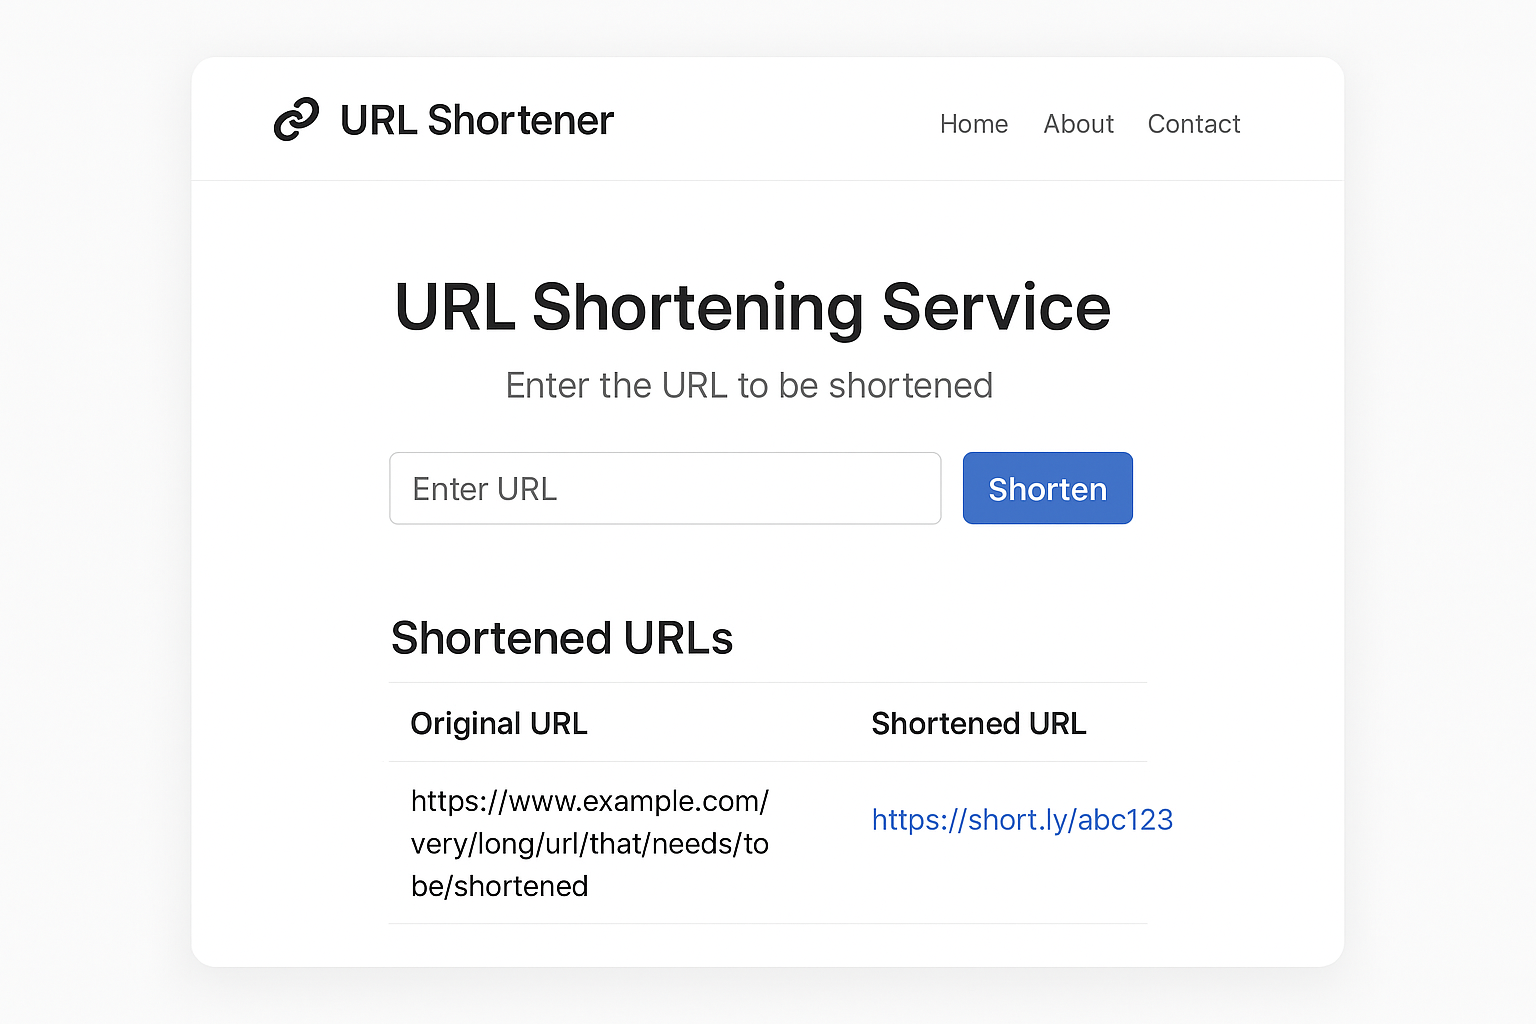 URL Shortener
Home About Contact
URL Shortening Service
Enter the URL to be shortened
Enter URL
Shorten
Shortened URLs
Original URL
Shortened URL
https://www.example.com/
very/long/url/that/needs/to
be/shortened
https://short.ly/abc123